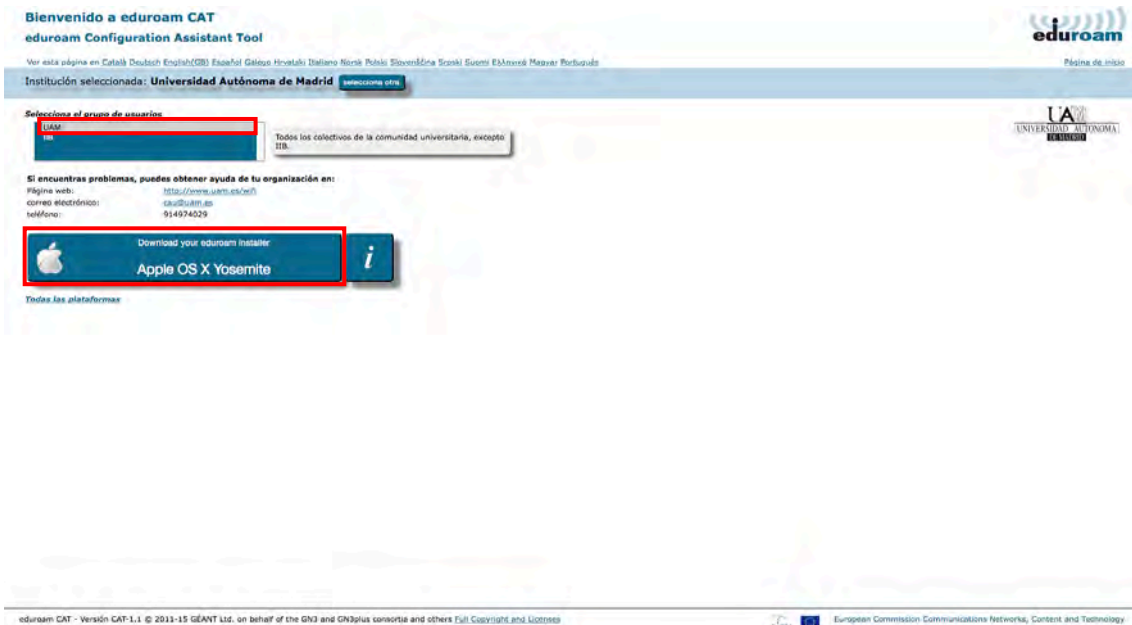 Bienvenido a eduroam CAT
eduroam Configuration Assistant Tool
eduroam
Ver esta página en Català Deutsch English(GB) Español Galego Hrvatski Italiano Norsk Polski Slovenščina Srpski Suomi Ελληνικά Magyar Português
Página de inicio
Institución seleccionada: Universidad Autónoma de Madrid selecciona otra
Selecciona el grupo de usuarios
UAM
IIB
Todos los colectivos de la comunidad universitaria, excepto
IIB.
UA
UNIVERSIDAD AUTONOMA
DE MADRID
Si encuentras problemas, puedes obtener ayuda de tu organización en:
Página web: http://www.uam.es/wifi
correo electrónico: cau@uam.es
teléfono: 914974029
Download your eduroam installer
Apple OS X Yosemite
i
Todas las plataformas
eduroam CAT - Versión CAT-1.1 © 2011-15 GÉANT Ltd. on behalf of the GN3 and GN3plus consortia and others Full Copyright and Licenses
European Commission Communications Networks, Content and Technology